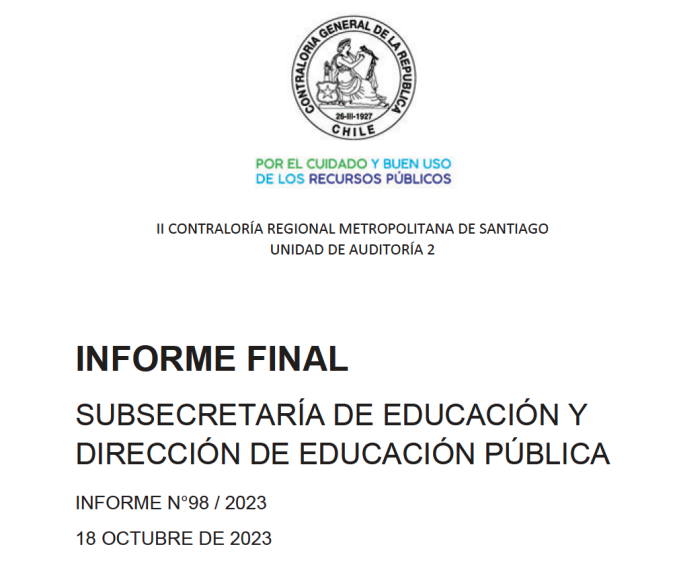 CONTRALORÍA GENERAL DE LA REPUBLICA
26-III-1927
CHILE
POR EL CUIDADO Y BUEN USO
DE LOS RECURSOS PÚBLICOS
II CONTRALORÍA REGIONAL METROPOLITANA DE SANTIAGO
UNIDAD DE AUDITORÍA 2
INFORME FINAL
SUBSECRETARÍA DE EDUCACIÓN Y
DIRECCIÓN DE EDUCACIÓN PÚBLICA
INFORME N°98 / 2023
18 OCTUBRE DE 2023